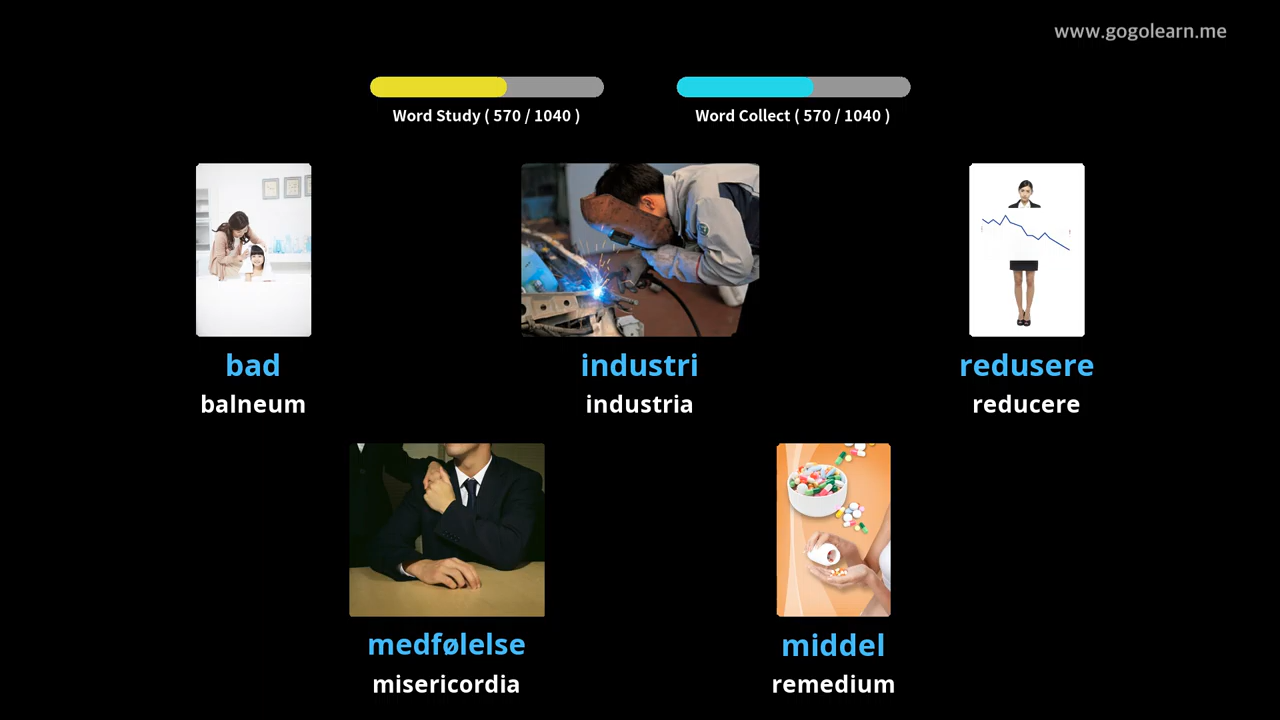 www.gogolearn.me
Word Study ( 570 / 1040 )
Word Collect ( 570 / 1040 )
bad
balneum
industri
industria
redusere
reducere
medfølelse
misericordia
middel
remedium